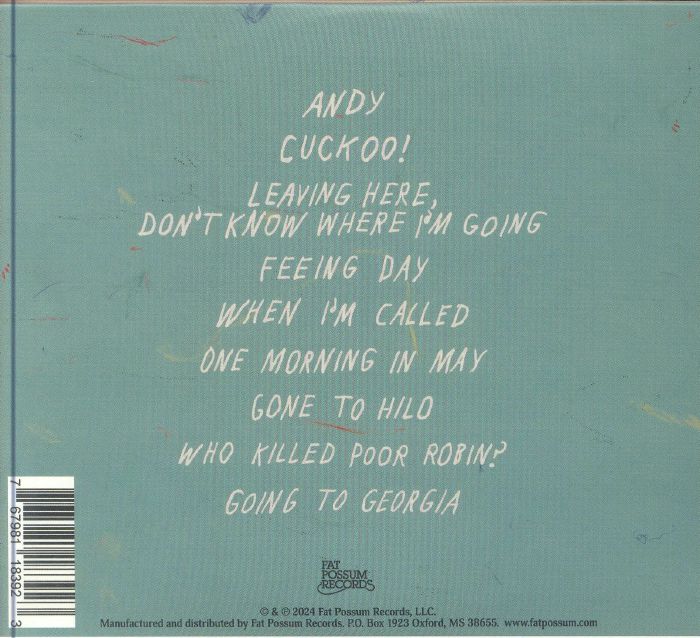 ANDY
CUCKOO!
LEAVING HERE,
DON'T KNOW WHERE I'M GOING
FEEING DAY
WHEN I'M CALLED
ONE MORNING IN MAY
GONE TO HILO
WHO KILLED POOR ROBIN?
GOING TO GEORGIA
7 67981 18392 3
FAT
POSSUM
RECORDS
© & ℗ 2024 Fat Possum Records, LLC.
Manufactured and distributed by Fat Possum Records. P.O. Box 1923 Oxford, MS 38655. www.fatpossum.com